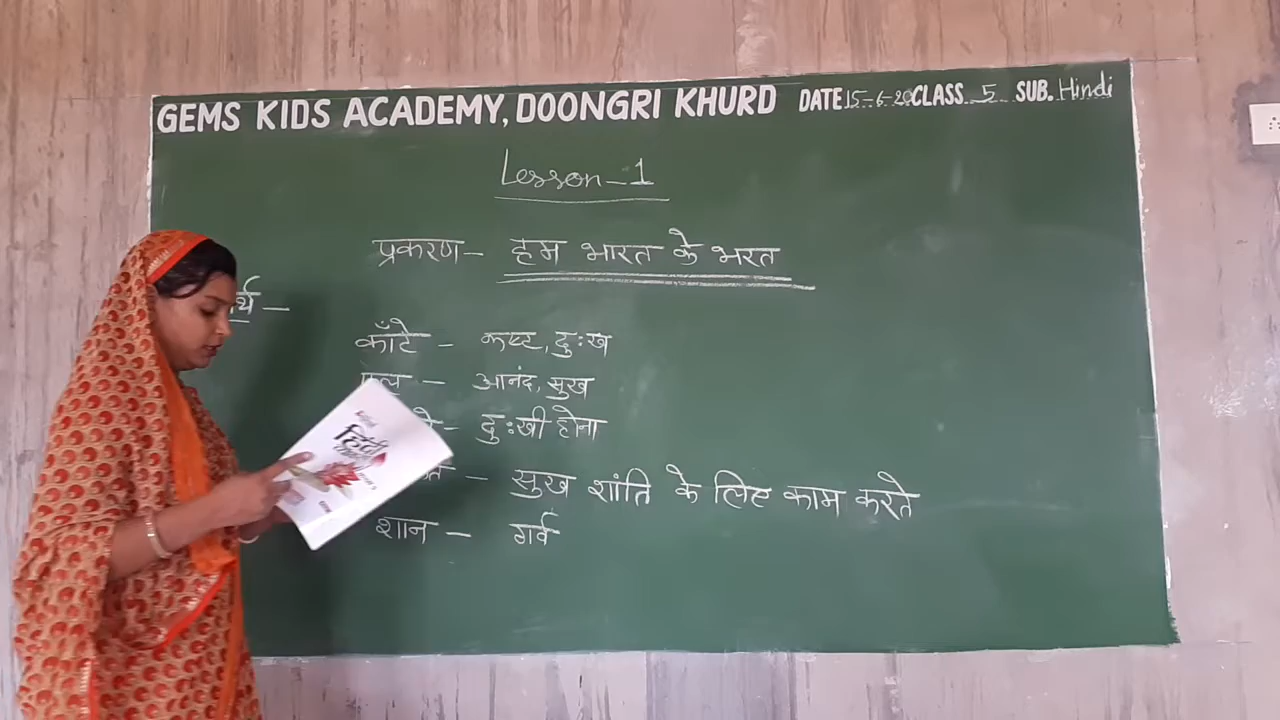 GEMS KIDS ACADEMY, DOONGRI KHURD DATE 15-6-20 CLASS 5 SUB. Hindi
Lesson-1
प्रकरण- हम भारत के भरत
काँटे - कष्ट, दुःख
- आनंद, सुख
- दुःखी होना
- सुख शांति के लिए काम करते
शान - गर्व
हिंदी